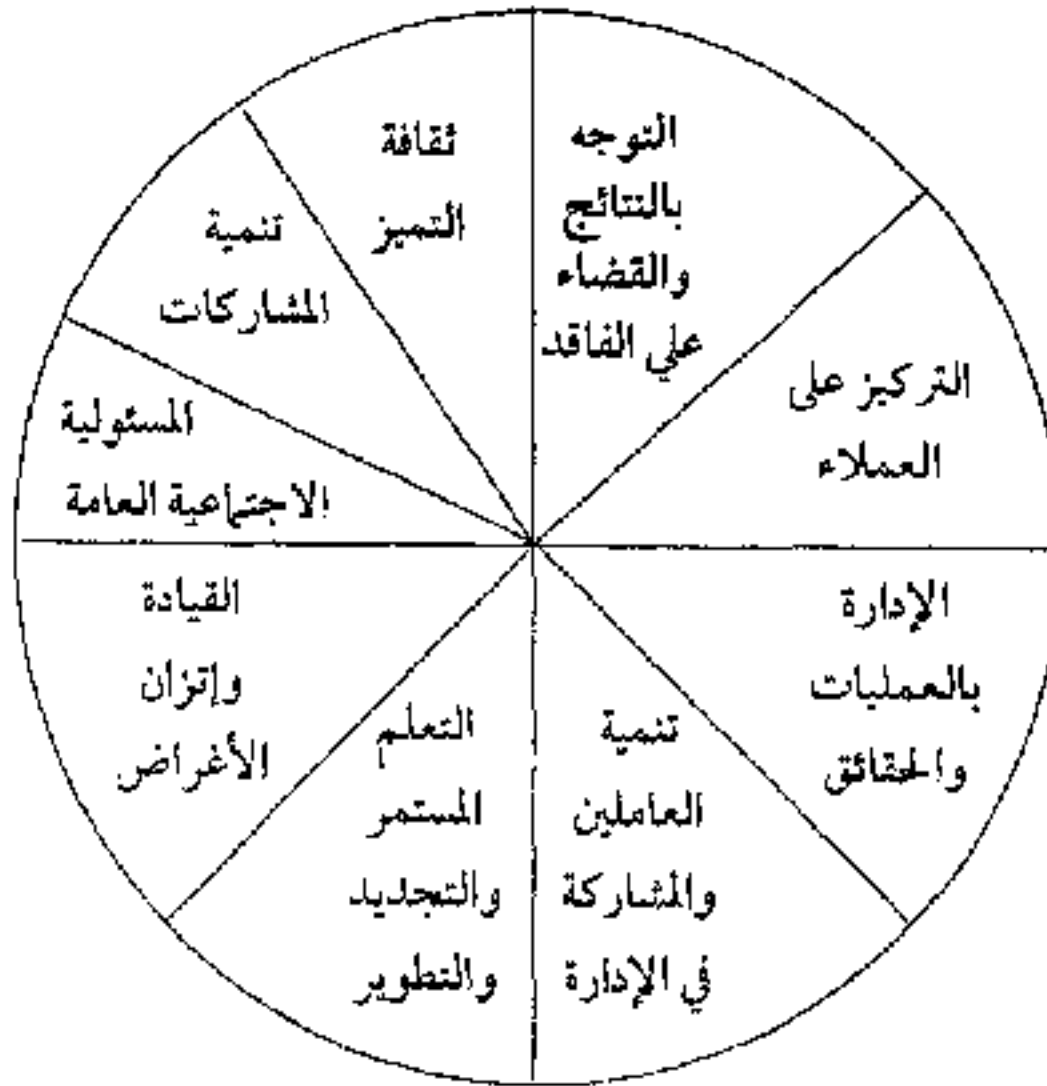 التوجه
بالنتائج
والقضاء
علي الفاقد
التركيز على
العملاء
الإدارة
بالعمليات
والحقائق
تنمية
العاملين
والمشاركة
في الإدارة
التعلم
المستمر
والتجديد
والتطوير
القيادة
وإتزان
الأغراض
المسئولية
الاجتماعية العامة
تنمية
المشاركات
ثقافة
التميز